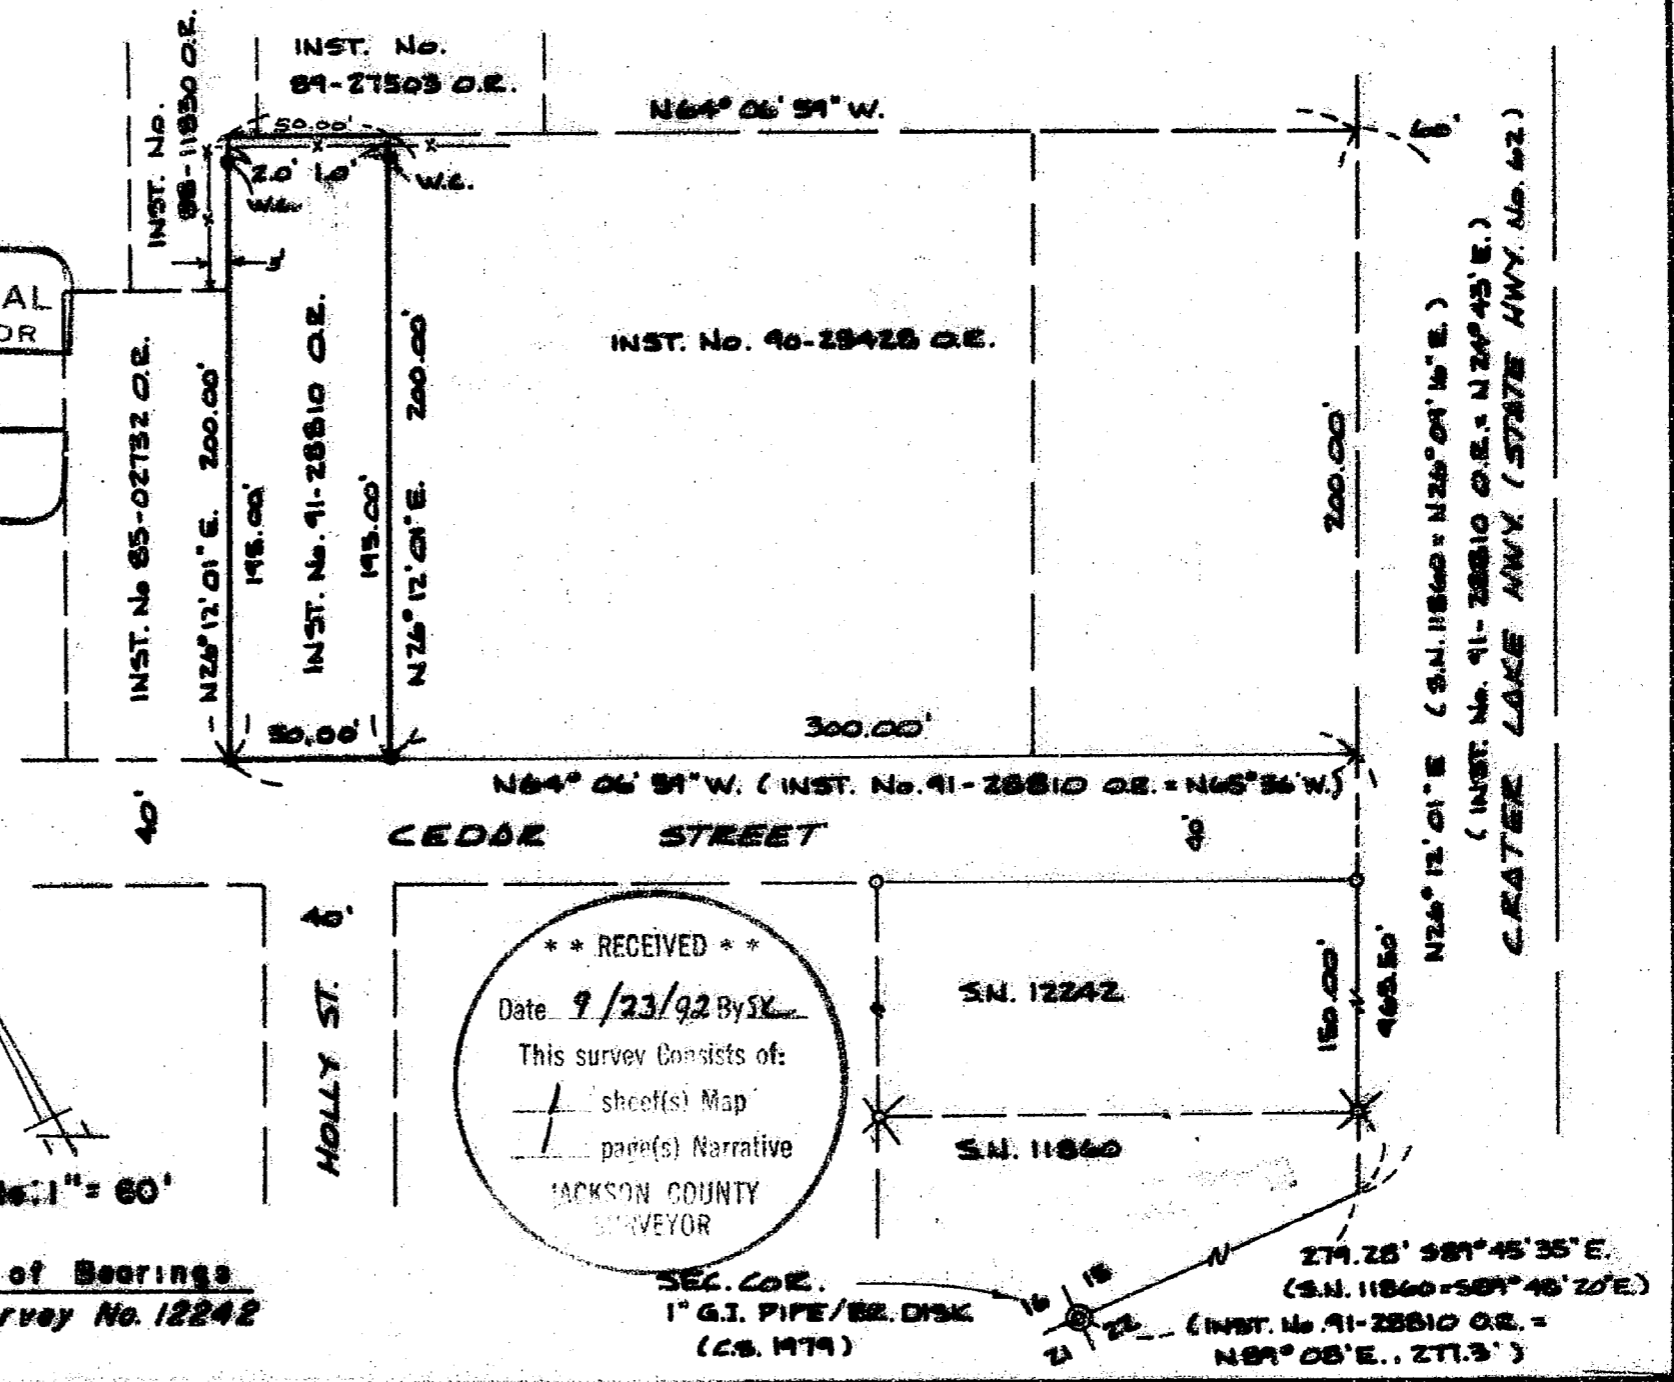 INST. No.
89-27503 O.R.
INST. No.
88-11830 O.R.
N64° 06' 59" W.
60'
50.00'
2.0' 1.0'
W.C.
W.C.
5'
AL
OR
INST. No. 90-28428 O.R.
INST. No 85-02732 O.R.
N26° 12' 01" E. 200.00'
195.00'
INST. No. 91-28810 O.R.
195.00'
N26° 12' 01" E. 200.00'
200.00'
N26° 12' 01" E (S.N. 11860 = N26° 09' 16" E.)
(INST. No. 91-28810 O.R. = N 24° 43' E.)
CRATER LAKE HWY. (STATE HWY. No. 62)
50.00'
300.00'
N64° 06' 59" W. (INST. No. 91-28810 O.R. = N65° 36' W.)
40'
CEDAR STREET
40'
40'
HOLLY ST.
* * RECEIVED * *
Date 9/23/92 By SK
This survey Consists of:
1 sheet(s) Map
1 page(s) Narrative
JACKSON COUNTY
SURVEYOR
S.N. 12242
150.00'
965.50'
S.N. 11860
1" = 60'
of Bearings
rvey No. 12242
SEC. COR.
1" G.I. PIPE/BR. DISK
(C.S. 1979)
16 15
21 22
279.28' S89° 45' 35" E.
(S.N. 11860 = S89° 48' 20" E.)
(INST. No. 91-28810 O.R. =
N89° 08' E., 277.3')